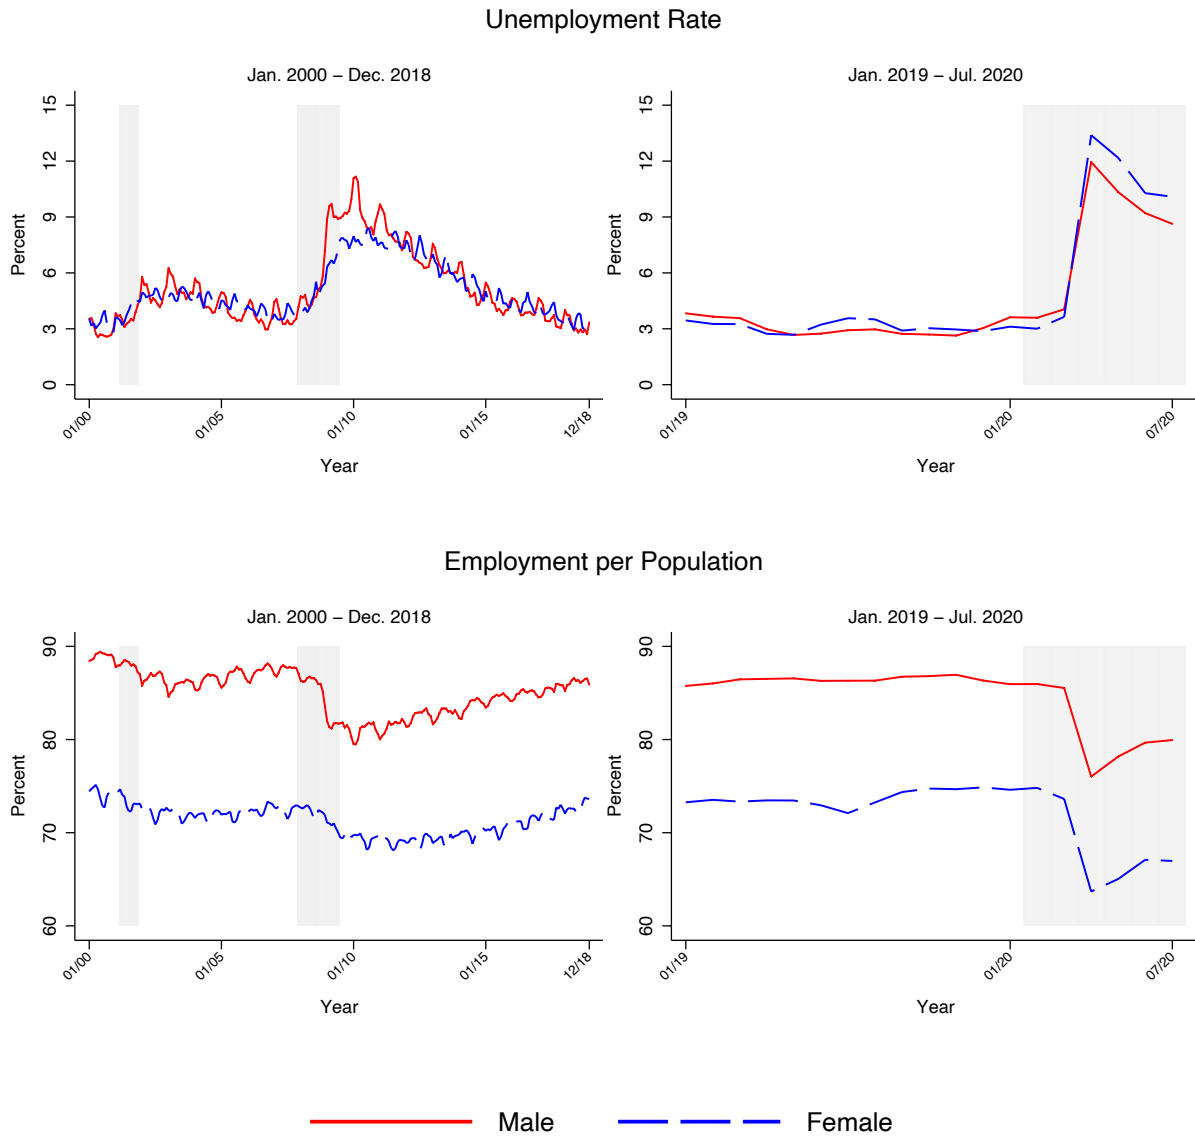 Unemployment Rate
Jan. 2000 – Dec. 2018
Percent
15
12
9
6
3
0
01/00
01/05
01/10
01/15
12/18
Year
Jan. 2019 – Jul. 2020
Percent
15
12
9
6
3
0
01/19
01/20
07/20
Year
Employment per Population
Jan. 2000 – Dec. 2018
Percent
90
80
70
60
01/00
01/05
01/10
01/15
12/18
Year
Jan. 2019 – Jul. 2020
Percent
90
80
70
60
01/19
01/20
07/20
Year
Male
Female